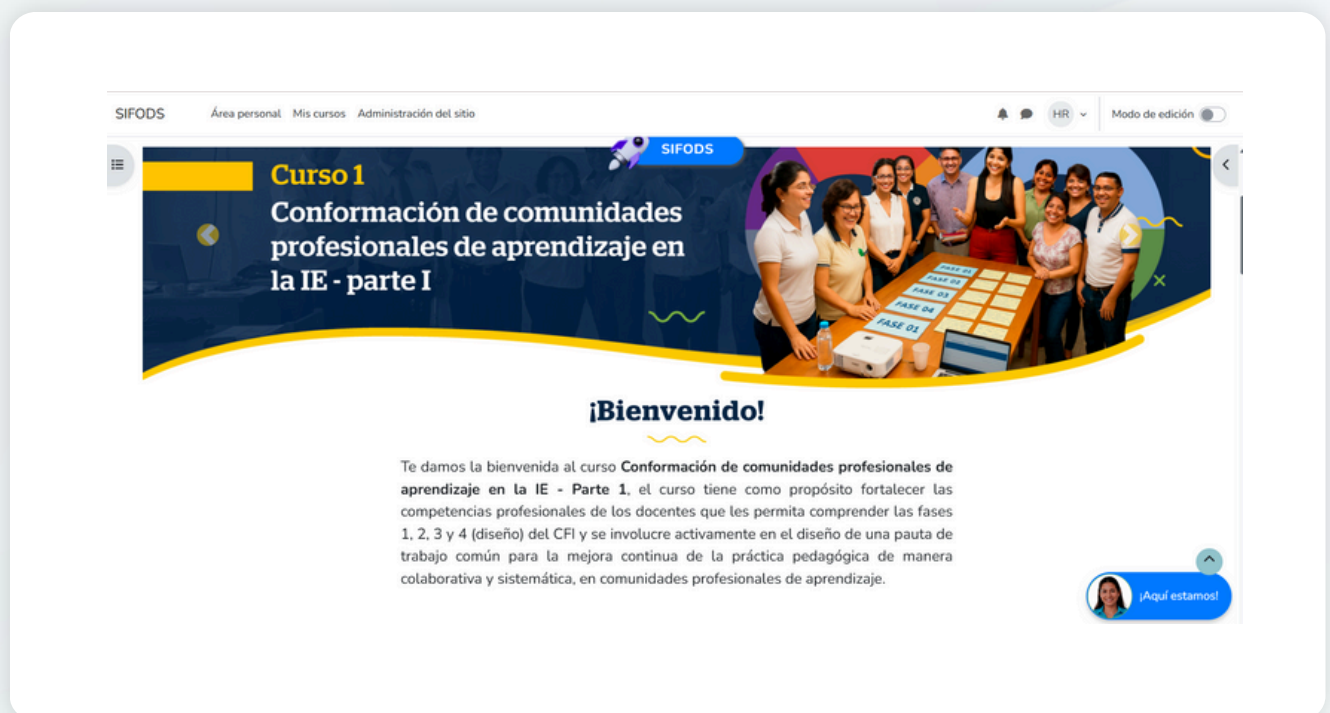 SIFODS Área personal Mis cursos Administración del sitio HR Modo de edición
SIFODS
Curso 1
Conformación de comunidades
profesionales de aprendizaje en
la IE - parte I
FASE 01
FASE 02
FASE 03
FASE 04
FASE 01
¡Bienvenido!
Te damos la bienvenida al curso Conformación de comunidades profesionales de
aprendizaje en la IE - Parte 1, el curso tiene como propósito fortalecer las
competencias profesionales de los docentes que les permita comprender las fases
1, 2, 3 y 4 (diseño) del CFI y se involucre activamente en el diseño de una pauta de
trabajo común para la mejora continua de la práctica pedagógica de manera
colaborativa y sistemática, en comunidades profesionales de aprendizaje.
¡Aquí estamos!